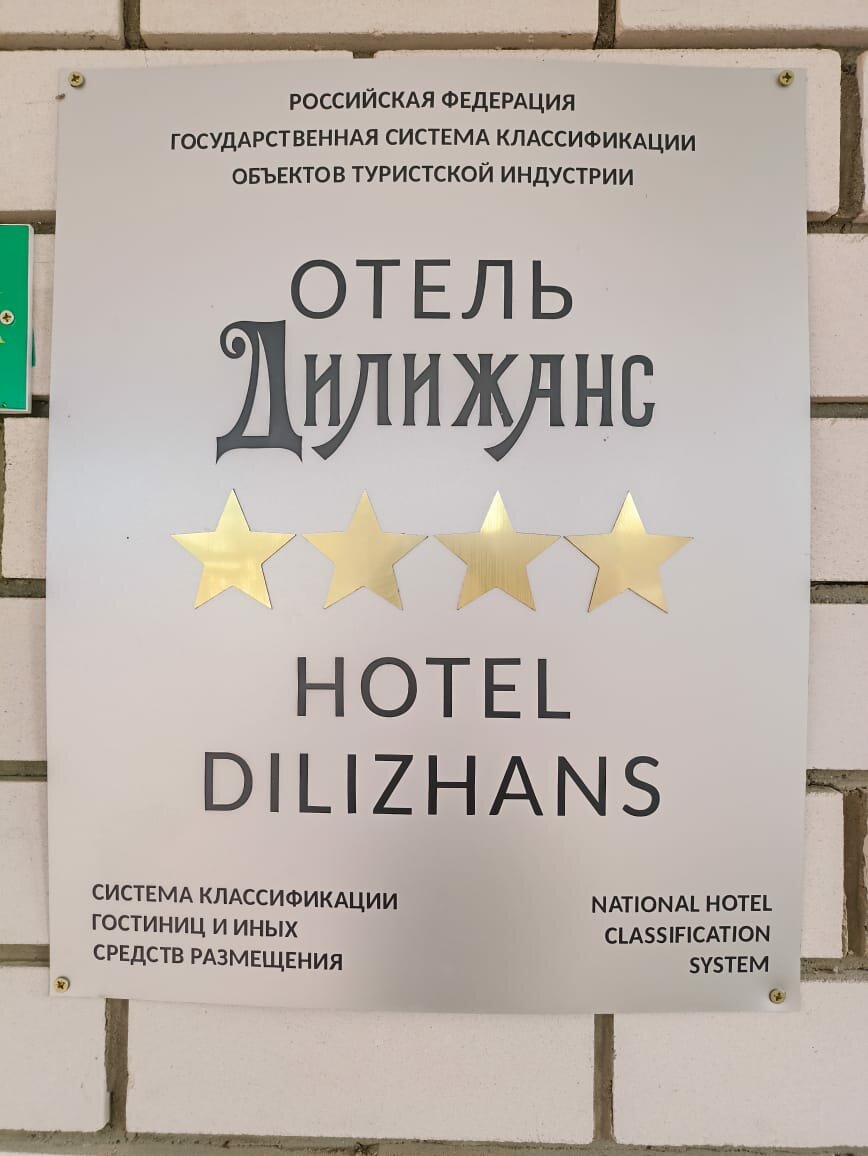 РОССИЙСКАЯ ФЕДЕРАЦИЯ
ГОСУДАРСТВЕННАЯ СИСТЕМА КЛАССИФИКАЦИИ
ОБЪЕКТОВ ТУРИСТСКОЙ ИНДУСТРИИ
ОТЕЛЬ
ДИЛИЖАНС
HOTEL
DILIZHANS
СИСТЕМА КЛАССИФИКАЦИИ
ГОСТИНИЦ И ИНЫХ
СРЕДСТВ РАЗМЕЩЕНИЯ
NATIONAL HOTEL
CLASSIFICATION
SYSTEM